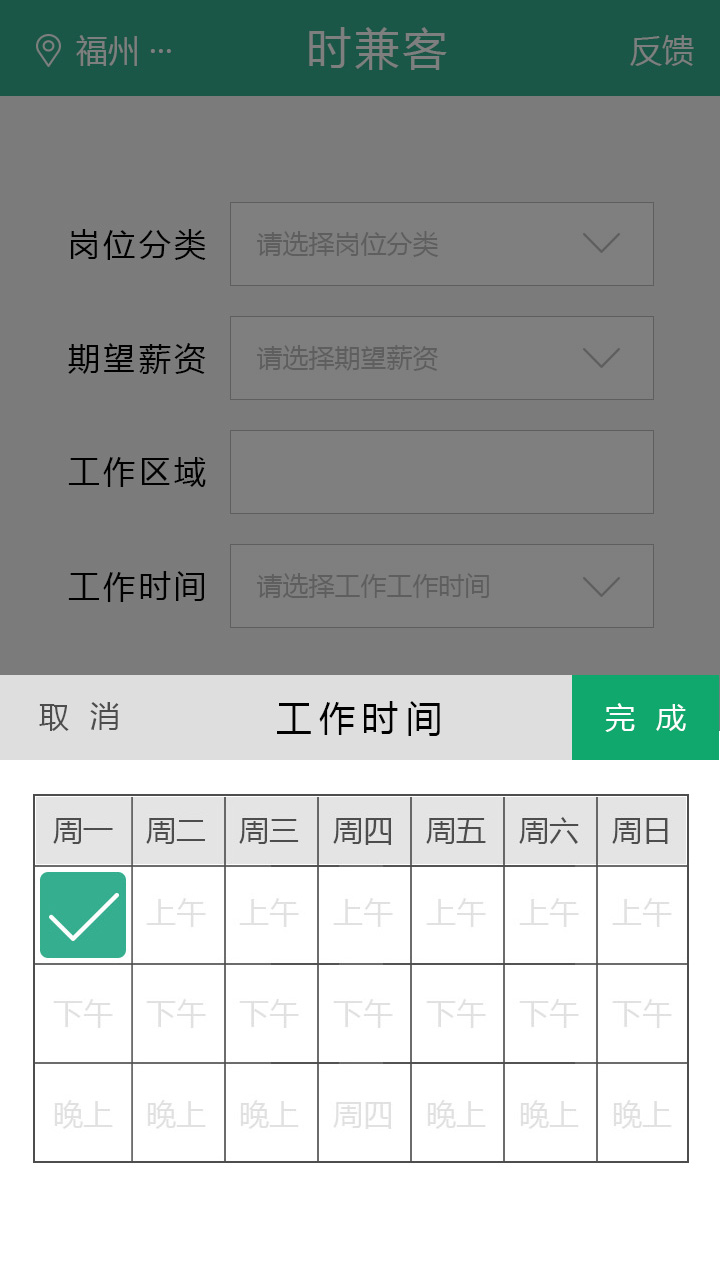 福州 ··· 时兼客 反馈
岗位分类 请选择岗位分类
期望薪资 请选择期望薪资
工作区域
工作时间 请选择工作工作时间
取 消 工作时间 完 成
周一 周二 周三 周四 周五 周六 周日
上午 上午 上午 上午 上午 上午
下午 下午 下午 下午 下午 下午 下午
晚上 晚上 晚上 周四 晚上 晚上 晚上